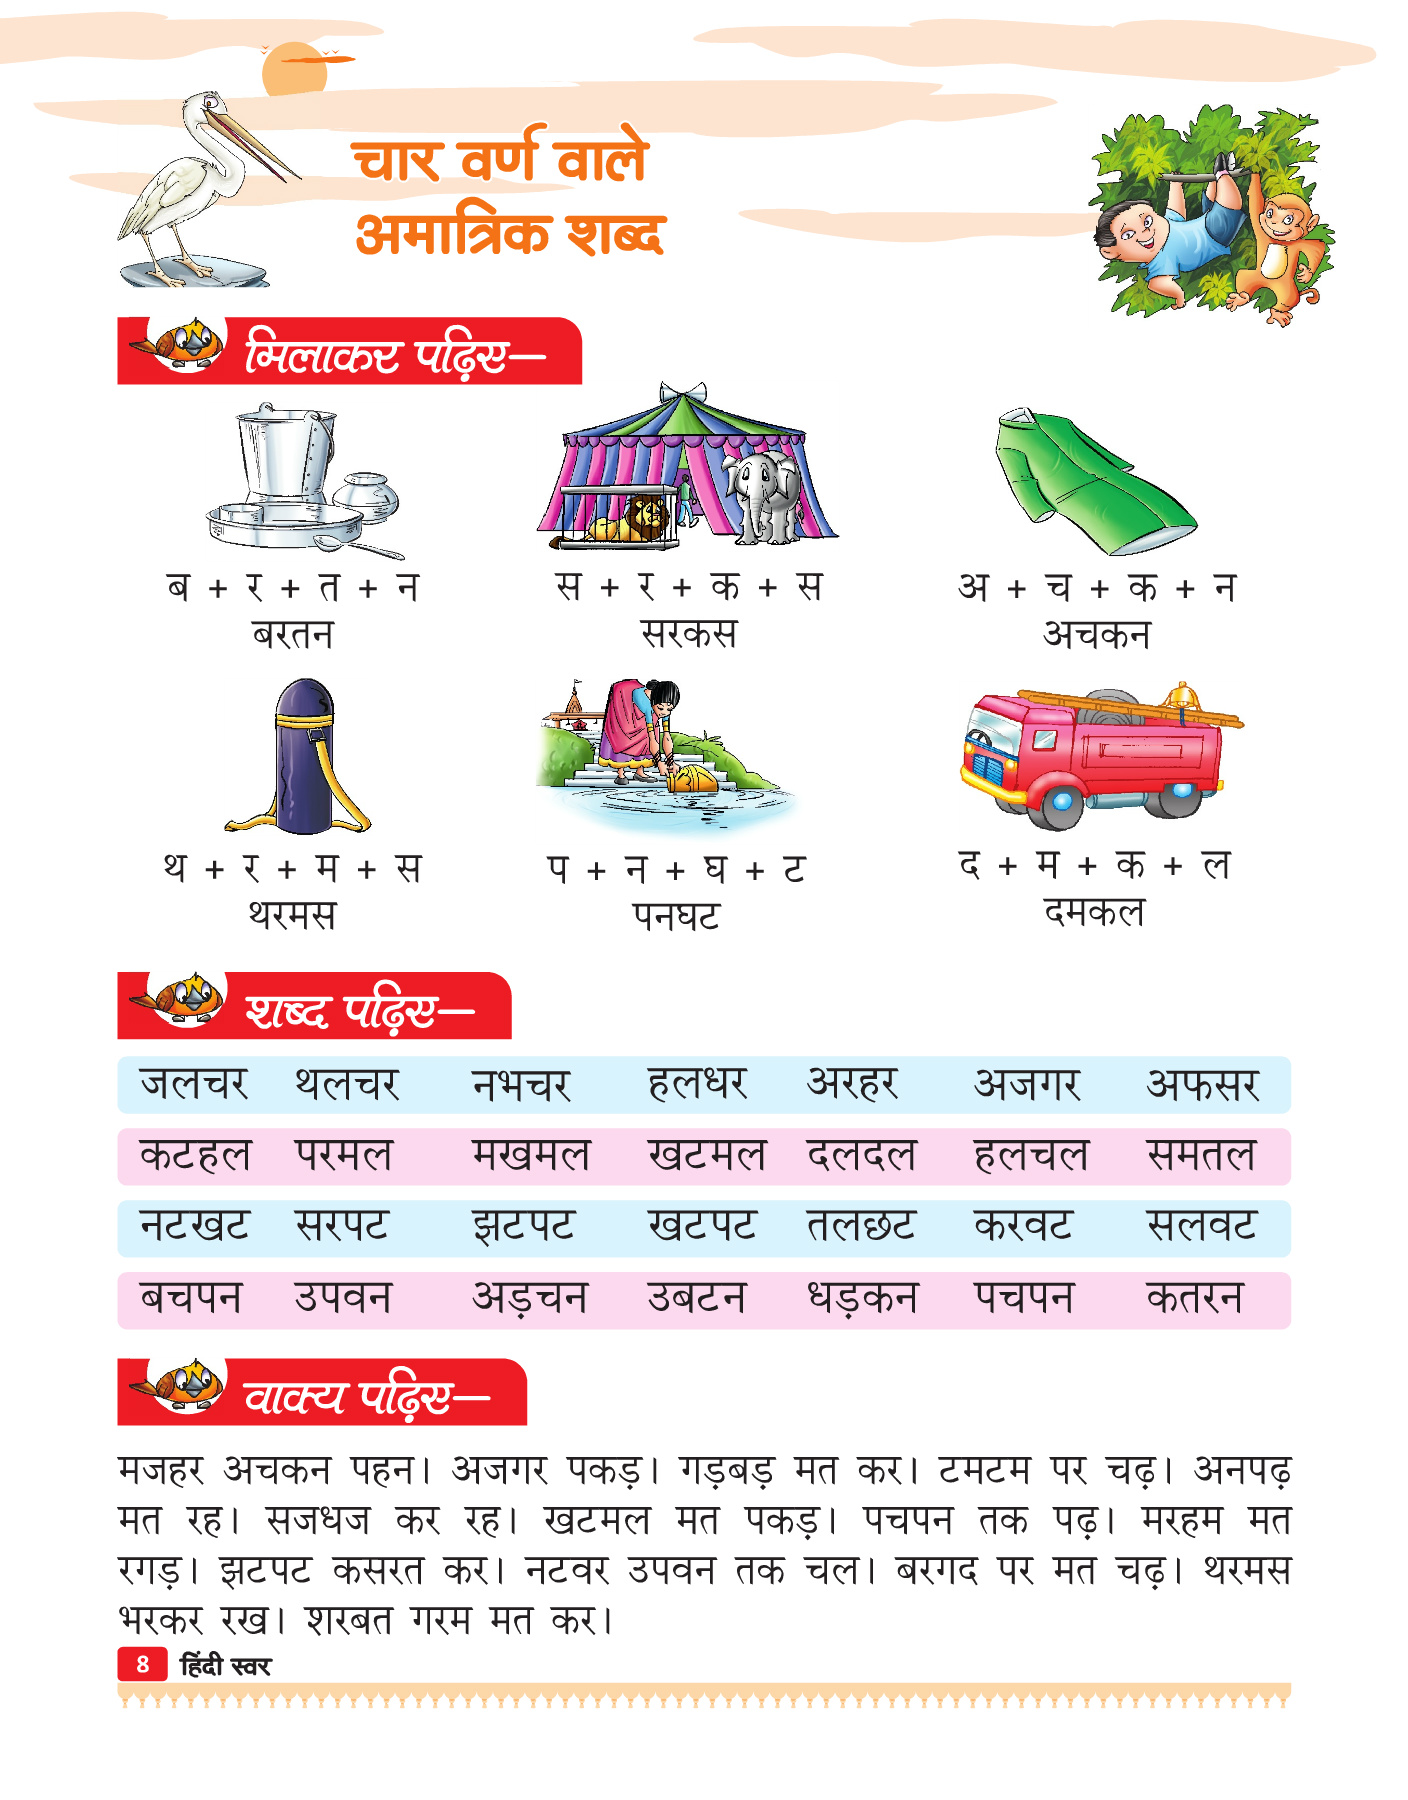 चार वर्ण वाले
अमात्रिक शब्द
मिलाकर पढ़िए–
ब + र + त + न
बरतन
स + र + क + स
सरकस
अ + च + क + न
अचकन
थ + र + म + स
थरमस
प + न + घ + ट
पनघट
द + म + क + ल
दमकल
शब्द पढ़िए–
जलचर थलचर नभचर हलधर अरहर अजगर अफसर
कटहल परमल मखमल खटमल दलदल हलचल समतल
नटखट सरपट झटपट खटपट तलछट करवट सलवट
बचपन उपवन अड़चन उबटन धड़कन पचपन कतरन
वाक्य पढ़िए–
मजहर अचकन पहन। अजगर पकड़। गड़बड़ मत कर। टमटम पर चढ़। अनपढ़
मत रह। सजधज कर रह। खटमल मत पकड़। पचपन तक पढ़। मरहम मत
रगड़। झटपट कसरत कर। नटवर उपवन तक चल। बरगद पर मत चढ़। थरमस
भरकर रख। शरबत गरम मत कर।
8 हिंदी स्वर